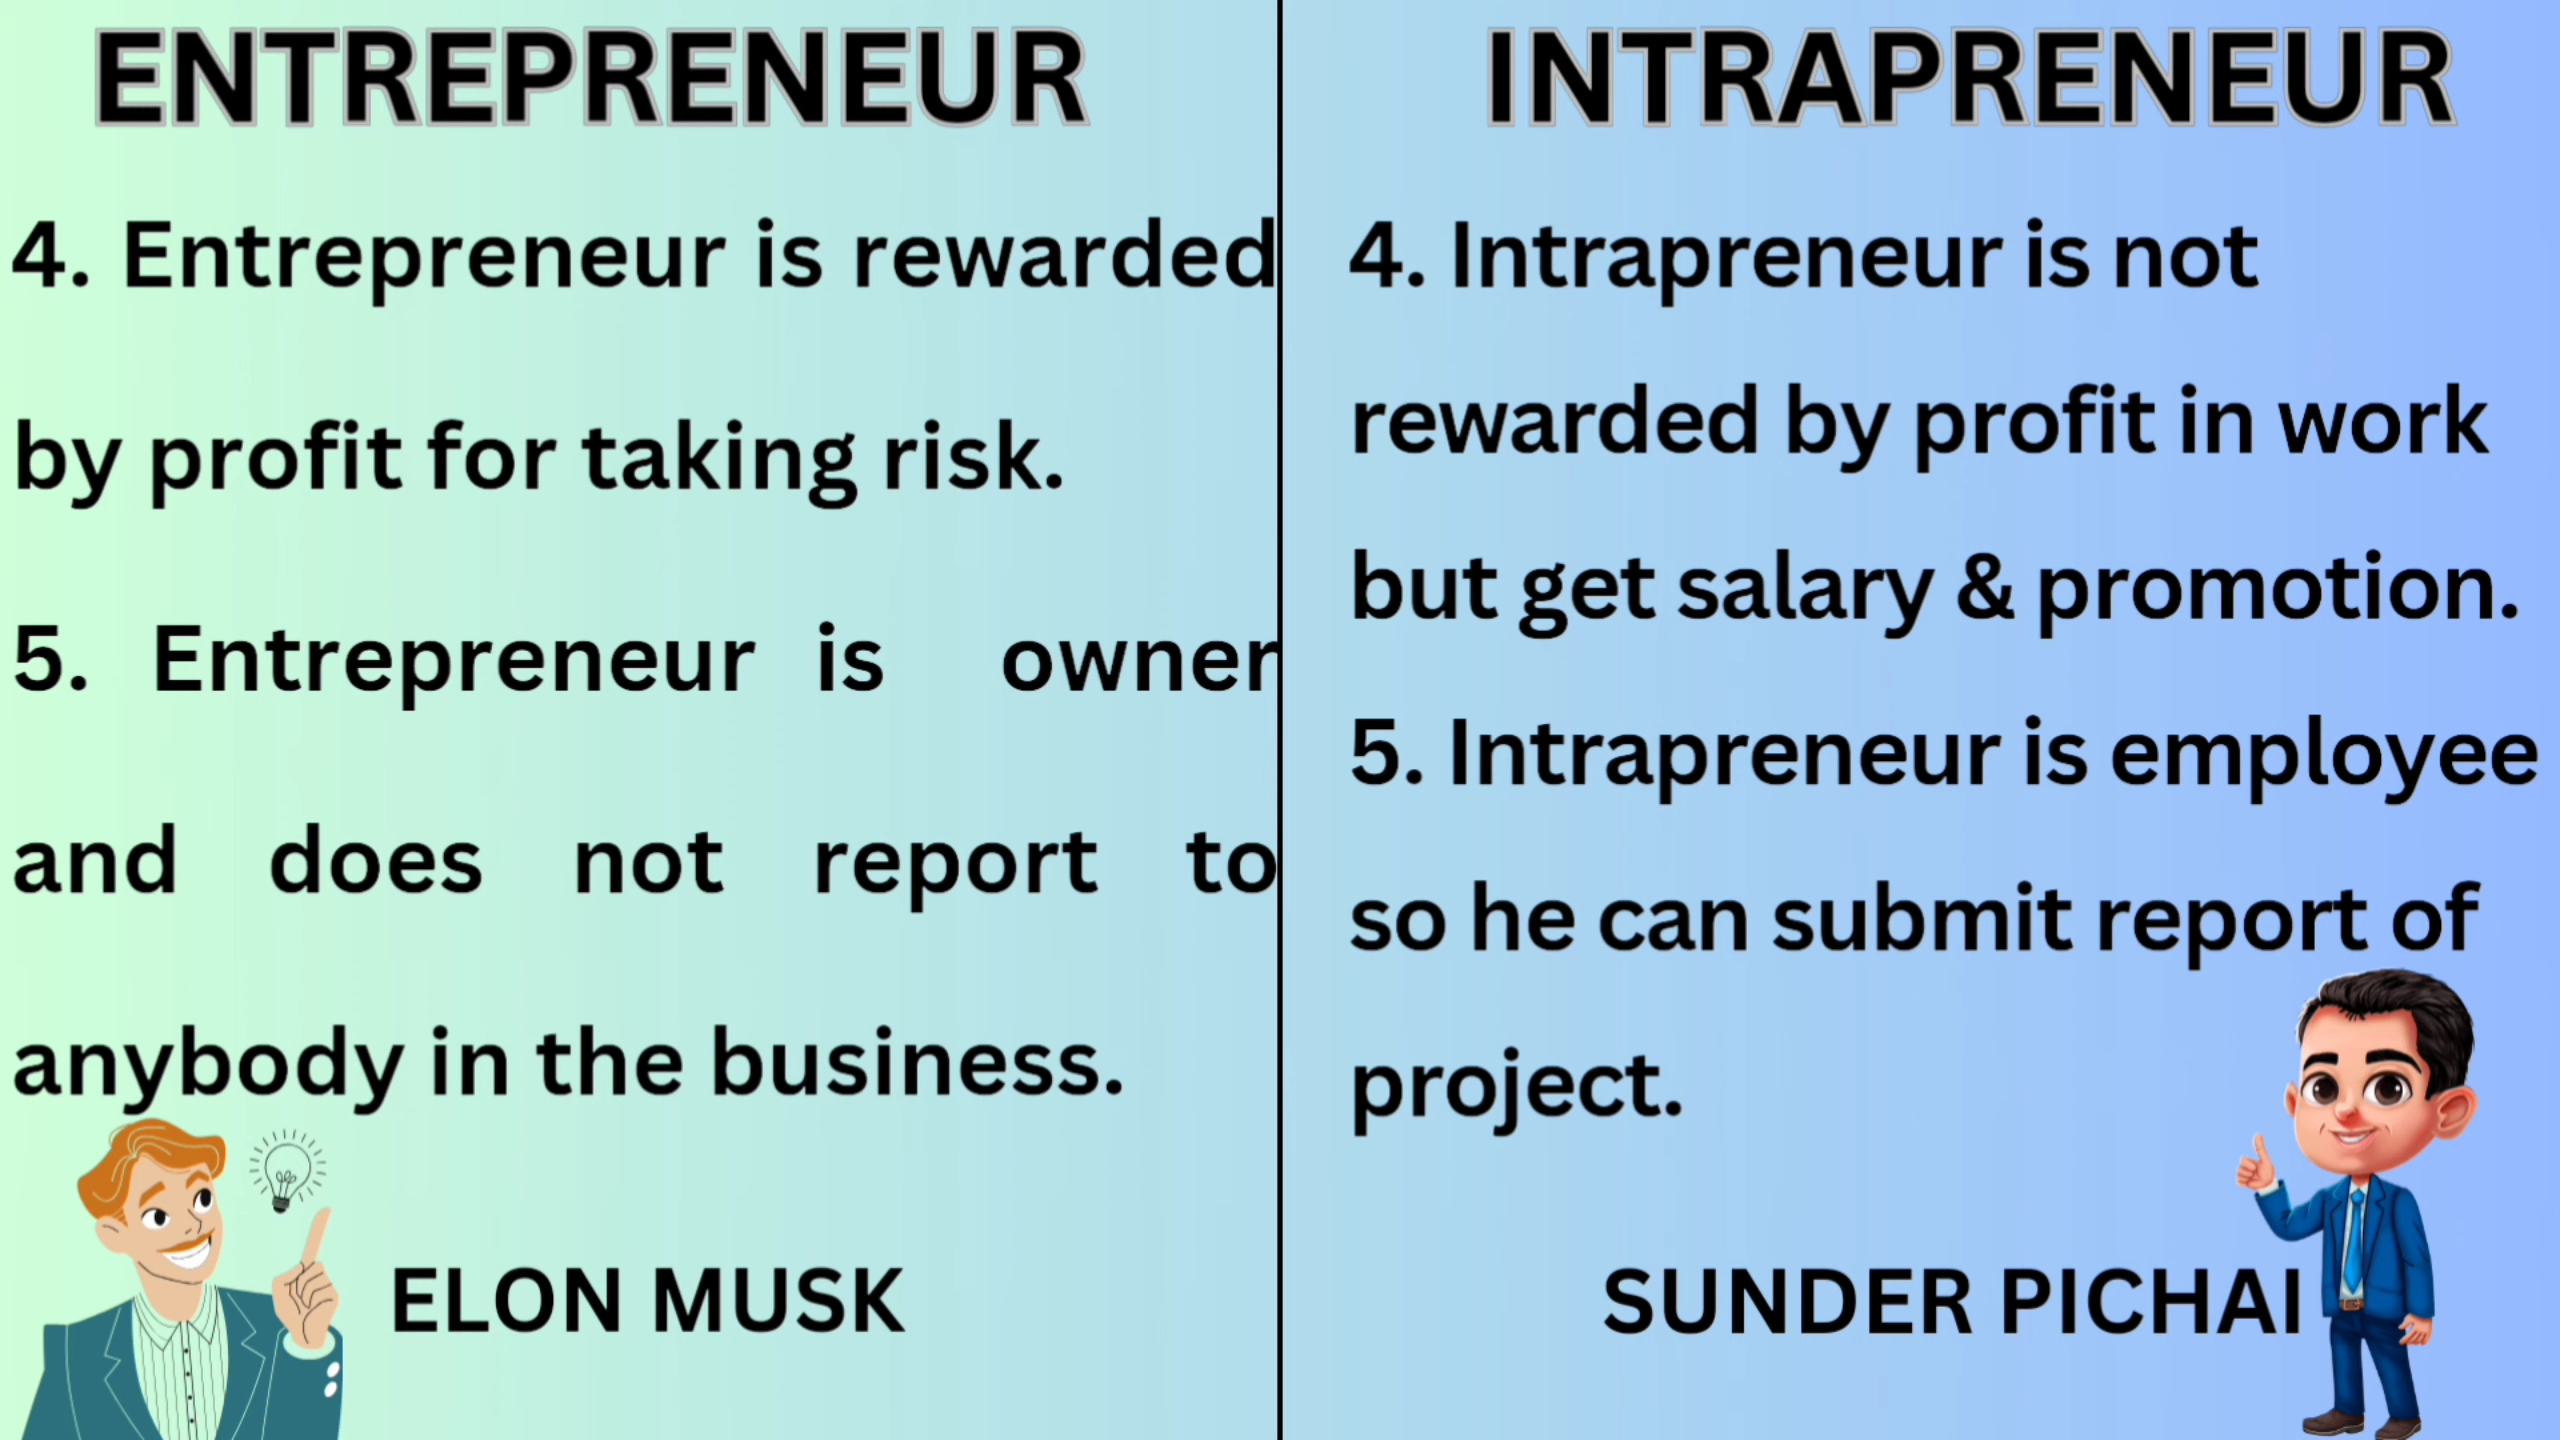 ENTREPRENEUR
4. Entrepreneur is rewarded
by profit for taking risk.
5. Entrepreneur is owner
and does not report to
anybody in the business.
ELON MUSK
INTRAPRENEUR
4. Intrapreneur is not
rewarded by profit in work
but get salary & promotion.
5. Intrapreneur is employee
so he can submit report of
project.
SUNDER PICHAI